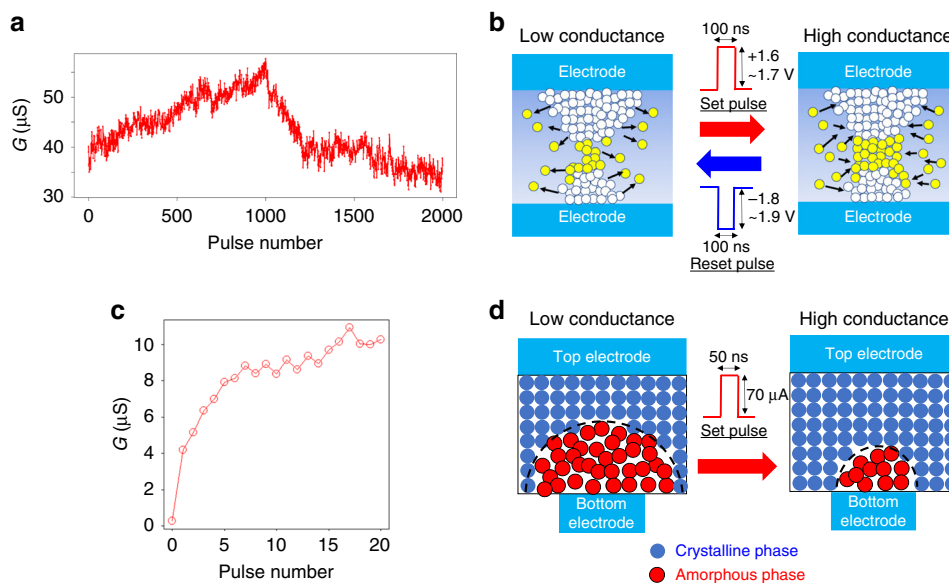 a
50
40
30
G (μS)
0
500
1000
1500
2000
Pulse number
b
Low conductance
100 ns
High conductance
Electrode
+1.6
~1.7 V
Set pulse
Electrode
Electrode
−1.8
~1.9 V
100 ns
Reset pulse
Electrode
c
10
8
6
4
2
0
G (μS)
0
5
10
15
20
Pulse number
d
Low conductance
High conductance
Top electrode
50 ns
70 μA
Set pulse
Top electrode
Bottom
electrode
Bottom
electrode
Crystalline phase
Amorphous phase